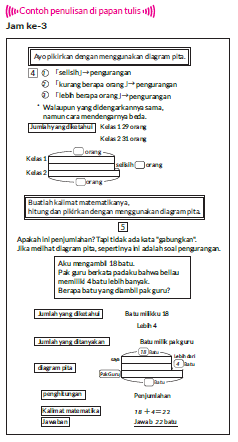 Contoh penulisan di papan tulis
Jam ke-3
Ayo pikirkan dengan menggunakan diagram pita.
4 ① 「selisih」→pengurangan
② 「kurang berapa orang」→pengurangan
③ 「lebih berapa orang」→pengurangan
* Walaupun yang didengarkannya sama,
namun cara mendengarnya beda.
Jumlah yang diketahui Kelas 1 29 orang
Kelas 2 31 orang
orang
Kelas 1
selisih orang
Kelas 2
orang
Buatlah kalimat matematikanya,
hitung dan pikirkan dengan menggunakan diagram pita.
5
Apakah ini penjumlahan? Tapi tidak ada kata "gabungkan".
Jika melihat diagram pita, sepertinya ini adalah soal pengurangan.
Aku mengambil 18 batu.
Pak guru berkata padaku bahwa beliau
memiliki 4 batu lebih banyak.
Berapa batu yang diambil pak guru?
Jumlah yang diketahui Batu milikku 18
Lebih 4
Jumlah yang ditanyakan Batu milik pak guru
18 Batu
saya
Lebih dari
4 Batu
diagram pita
Pak Guru
Batu
penghitungan Penjumlahan
Kalimat matematika 18 + 4 = 22
Jawaban Jawab 22 batu